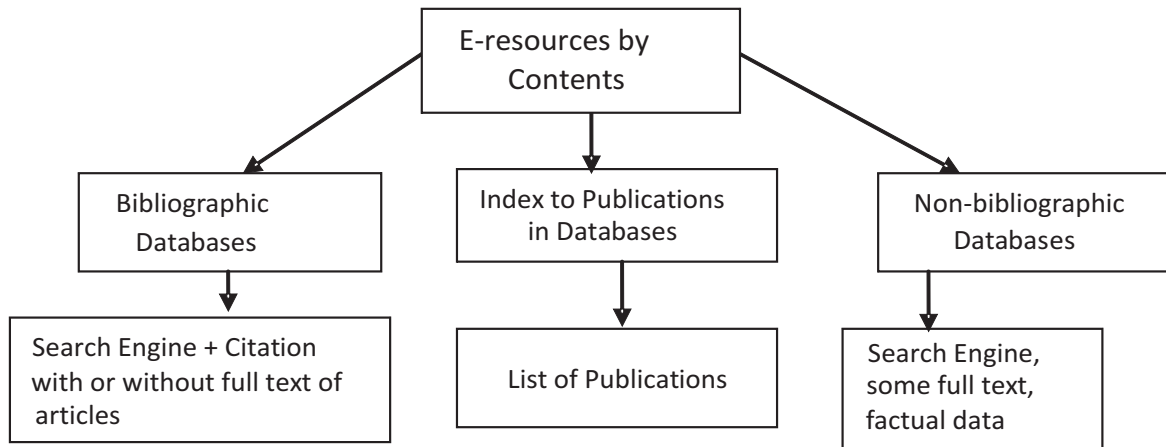 E-resources by
Contents
Bibliographic
Databases
Index to Publications
in Databases
Non-bibliographic
Databases
Search Engine + Citation
with or without full text of
articles
List of Publications
Search Engine,
some full text,
factual data